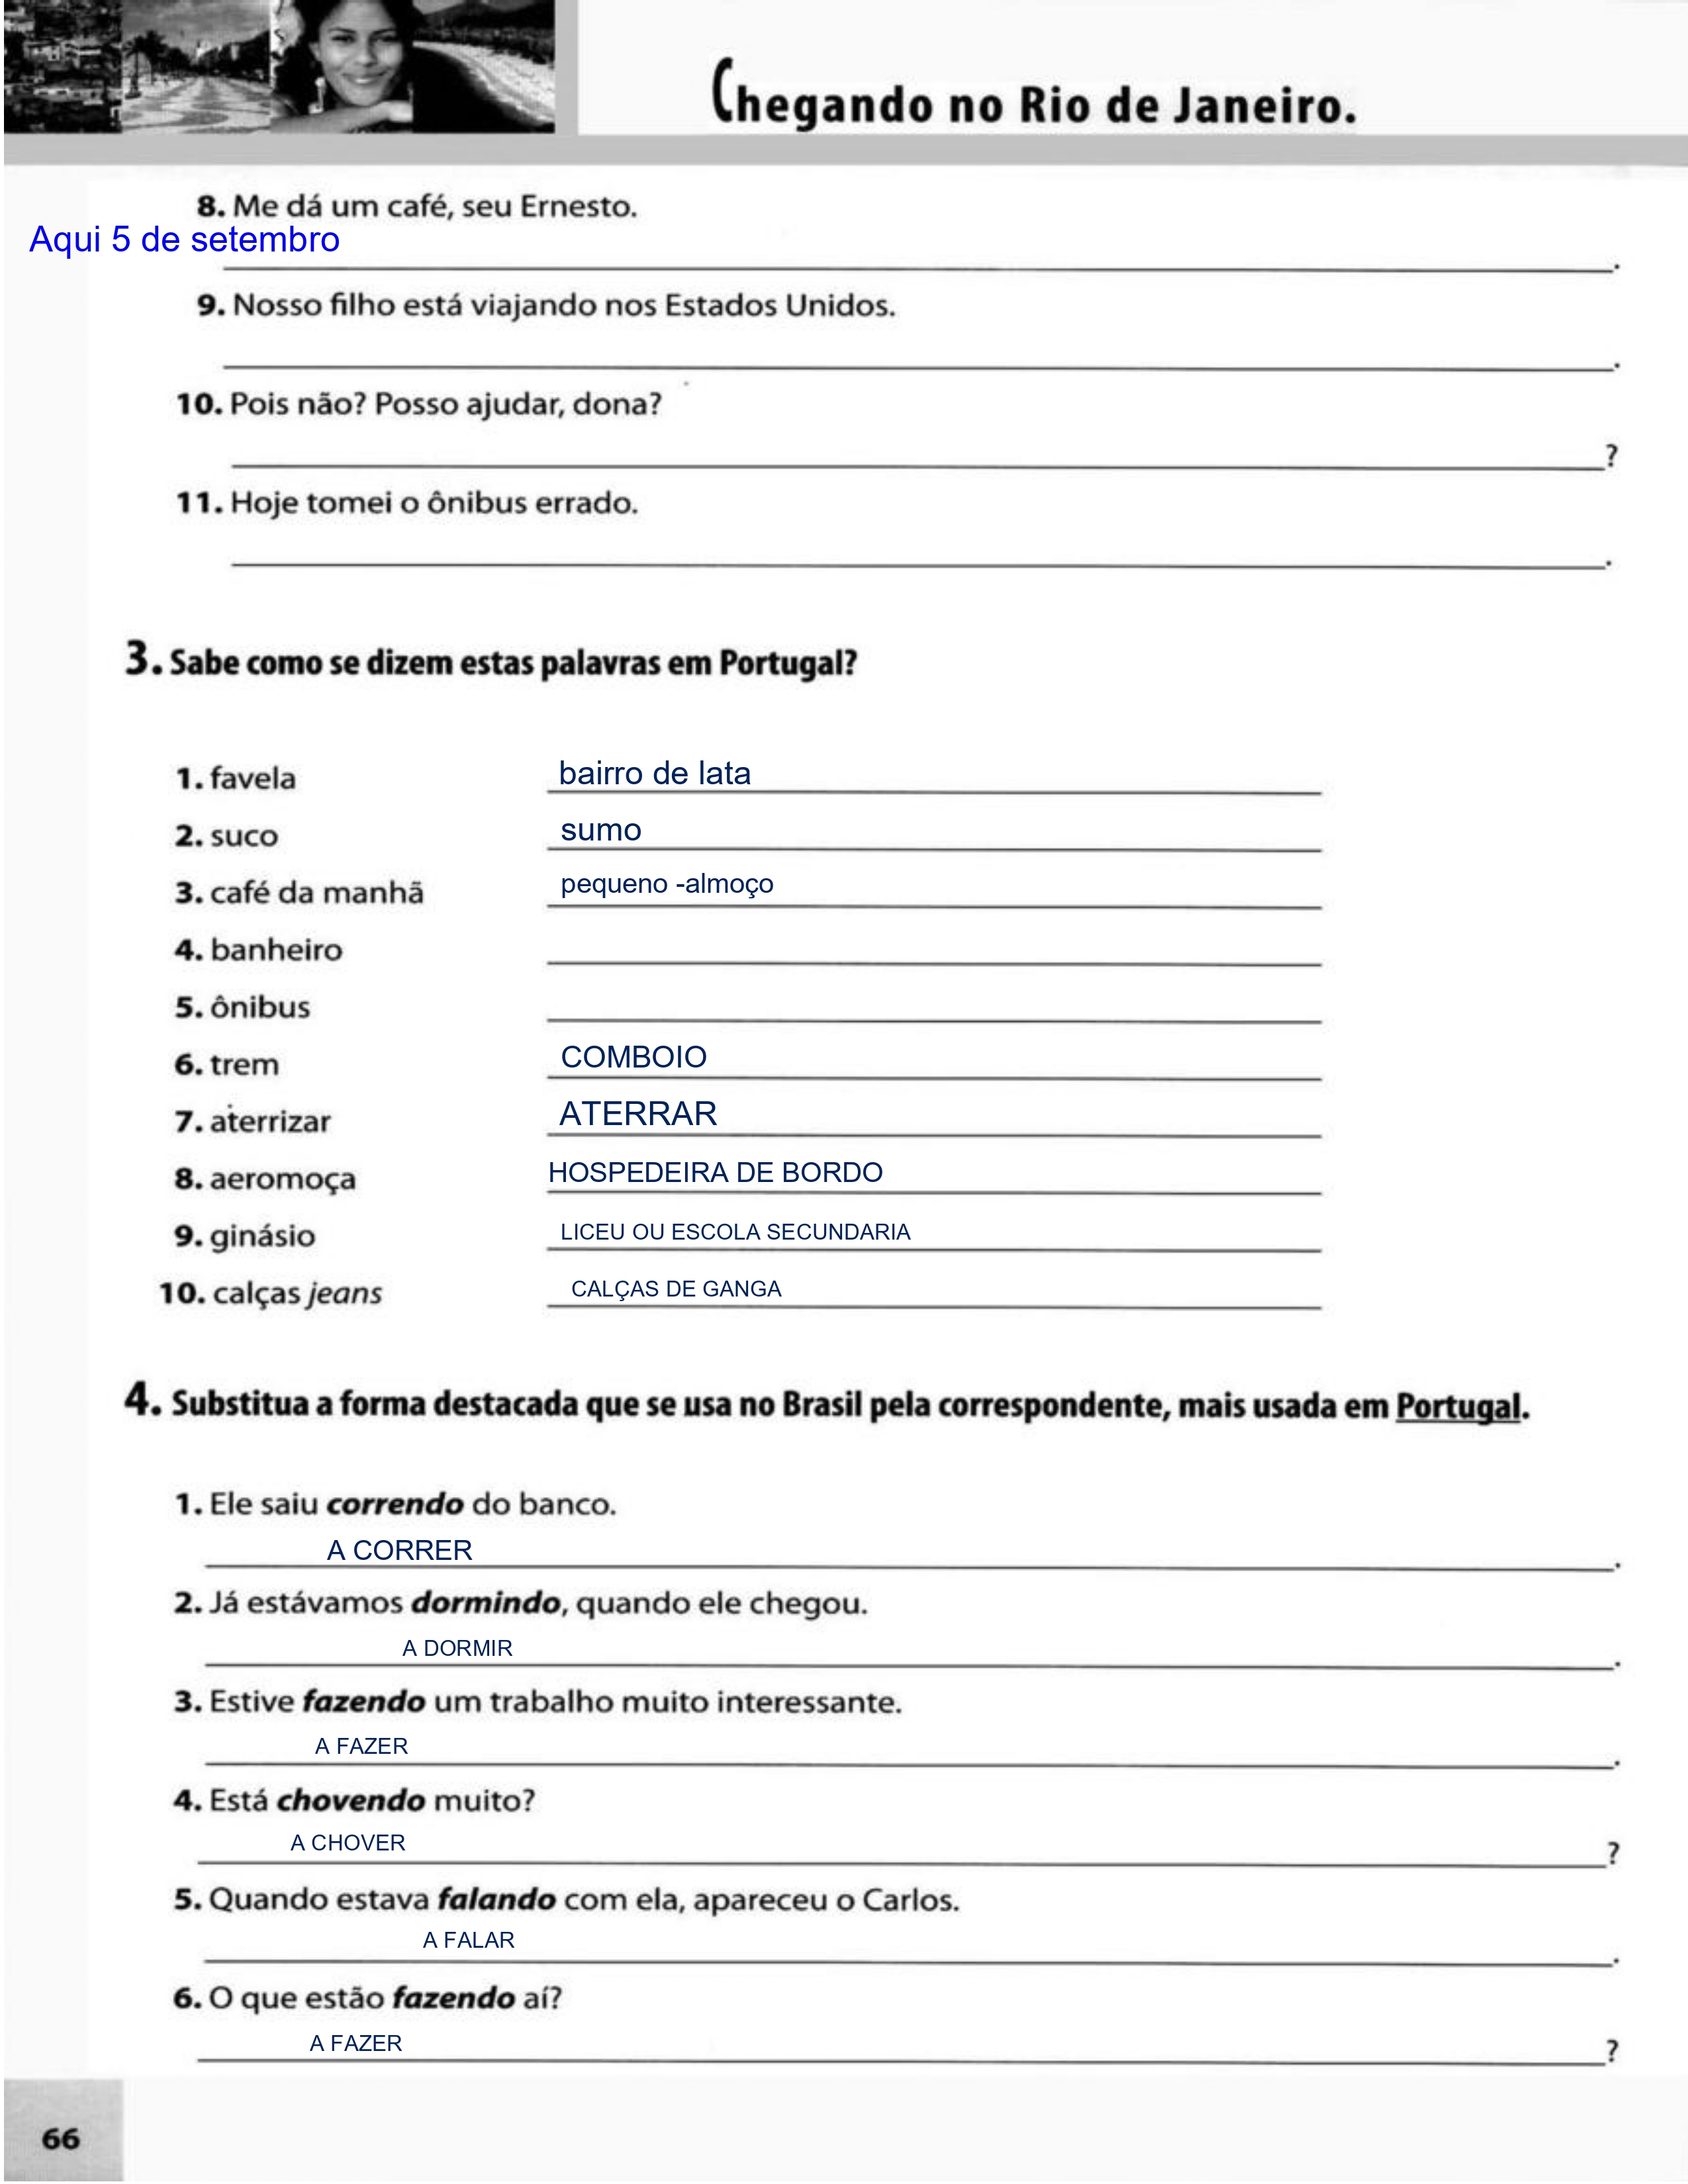 Chegando no Rio de Janeiro.
8. Me dá um café, seu Ernesto.
Aqui 5 de setembro
.
9. Nosso filho está viajando nos Estados Unidos.
.
10. Pois não? Posso ajudar, dona?
?
11. Hoje tomei o ônibus errado.
.
3. Sabe como se dizem estas palavras em Portugal?
1. favela bairro de lata
2. suco sumo
3. café da manhã pequeno -almoço
4. banheiro
5. ônibus
6. trem COMBOIO
7. aterrizar ATERRAR
8. aeromoça HOSPEDEIRA DE BORDO
9. ginásio LICEU OU ESCOLA SECUNDARIA
10. calças jeans CALÇAS DE GANGA
4. Substitua a forma destacada que se usa no Brasil pela correspondente, mais usada em Portugal.
1. Ele saiu correndo do banco.
A CORRER .
2. Já estávamos dormindo, quando ele chegou.
A DORMIR .
3. Estive fazendo um trabalho muito interessante.
A FAZER .
4. Está chovendo muito?
A CHOVER ?
5. Quando estava falando com ela, apareceu o Carlos.
A FALAR .
6. O que estão fazendo aí?
A FAZER ?
66